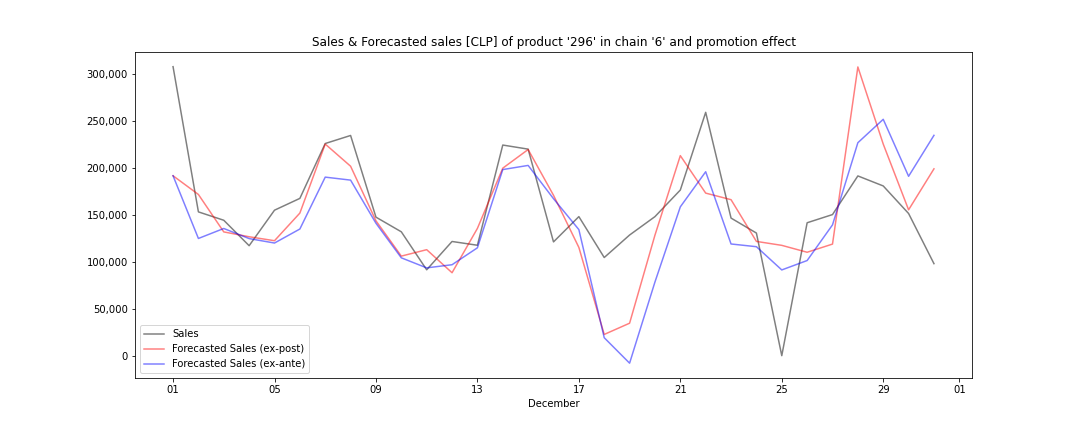 Sales & Forecasted sales [CLP] of product '296' in chain '6' and promotion effect
300,000
250,000
200,000
150,000
100,000
50,000
0
Sales
Forecasted Sales (ex-post)
Forecasted Sales (ex-ante)
01 05 09 13 17 21 25 29 01
December